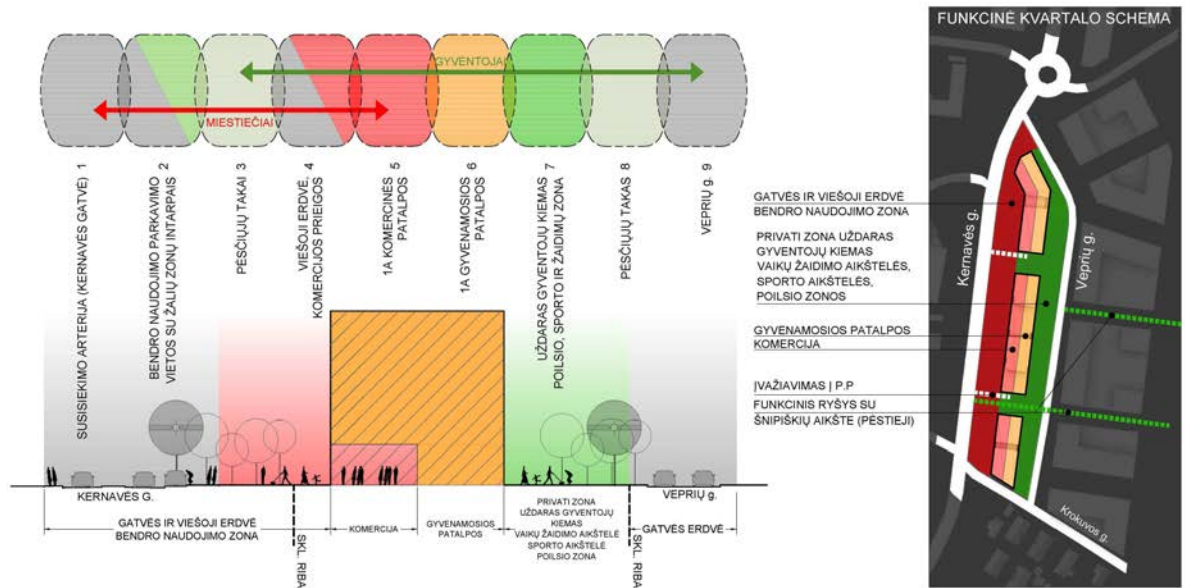 GYVENTOJAI
MIESTIEČIAI
SUSISIEKIMO ARTERIJA (KERNAVĖS GATVĖ) 1
BENDRO NAUDOJIMO PARKAVIMO 2
VIETOS SU ŽALIŲ ZONŲ INTARPAIS
PĖSČIŲJŲ TAKAI 3
VIEŠOJI ERDVĖ, 4
KOMERCIJOS PRIEIGOS
1A KOMERCINĖS 5
PATALPOS
1A GYVENAMOSIOS 6
PATALPOS
UŽDARAS GYVENTOJŲ KIEMAS 7
POILSIO, SPORTO IR ŽAIDIMŲ ZONA
PĖSČIŲJŲ TAKAS 8
VEPRIŲ g. 9
KERNAVĖS G.
VEPRIŲ g.
GATVĖS IR VIEŠOJI ERDVĖ
BENDRO NAUDOJIMO ZONA
SKL. RIBA
KOMERCIJA
GYVENAMOSIOS
PATALPOS
PRIVATI ZONA
UŽDARAS GYVENTOJŲ
KIEMAS
VAIKŲ ŽAIDIMO AIKŠTELĖ
SPORTO AIKŠTELĖ
POILSIO ZONA
SKL. RIBA
GATVĖS ERDVĖ
FUNKCINĖ KVARTALO SCHEMA
GATVĖS IR VIEŠOJI ERDVĖ
BENDRO NAUDOJIMO ZONA
PRIVATI ZONA UŽDARAS
GYVENTOJŲ KIEMAS
VAIKŲ ŽAIDIMO AIKŠTELĖS,
SPORTO AIKŠTELĖS,
POILSIO ZONOS
GYVENAMOSIOS PATALPOS
KOMERCIJA
ĮVAŽIAVIMAS Į P.P
FUNKCINIS RYŠYS SU
ŠNIPIŠKIŲ AIKŠTE (PĖSTIEJI)
Kernavės g.
Veprių g.
Krokuvos g.